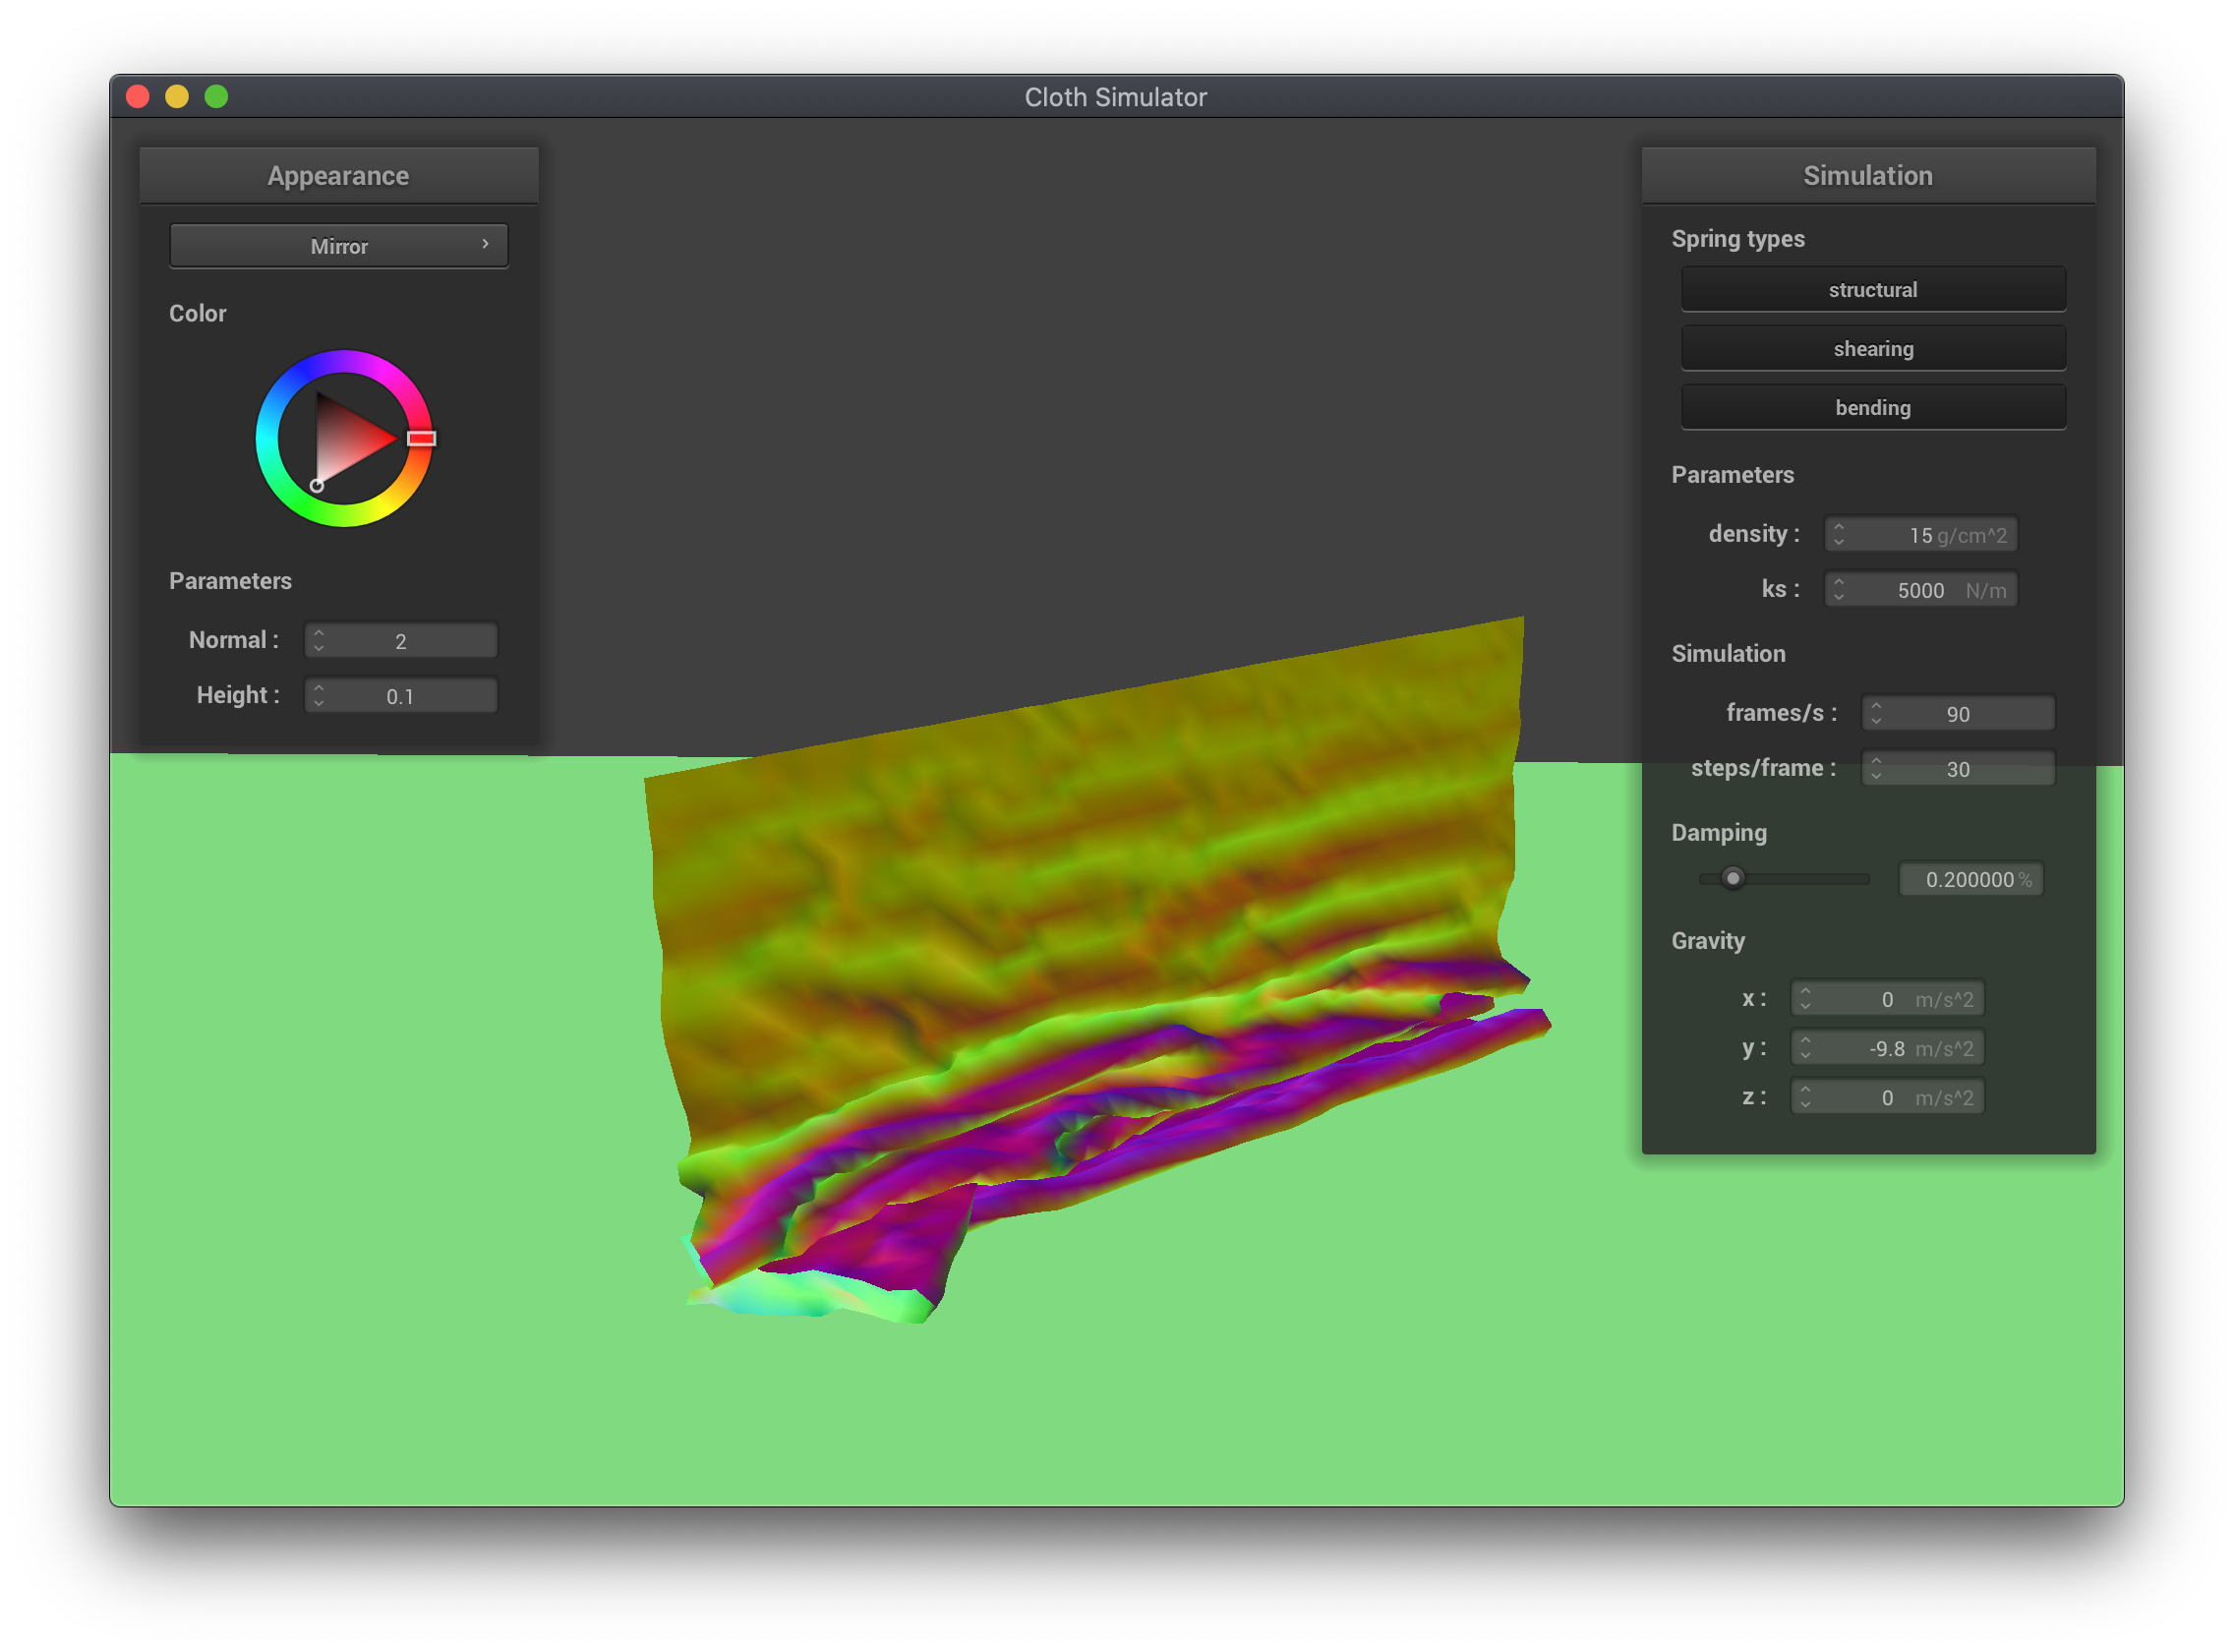 Cloth Simulator
Appearance
Mirror
Color
Parameters
Normal : 2
Height : 0.1
Simulation
Spring types
structural
shearing
bending
Parameters
density : 15 g/cm^2
ks : 5000 N/m
Simulation
frames/s : 90
steps/frame : 30
Damping
0.200000 %
Gravity
x : 0 m/s^2
y : -9.8 m/s^2
z : 0 m/s^2